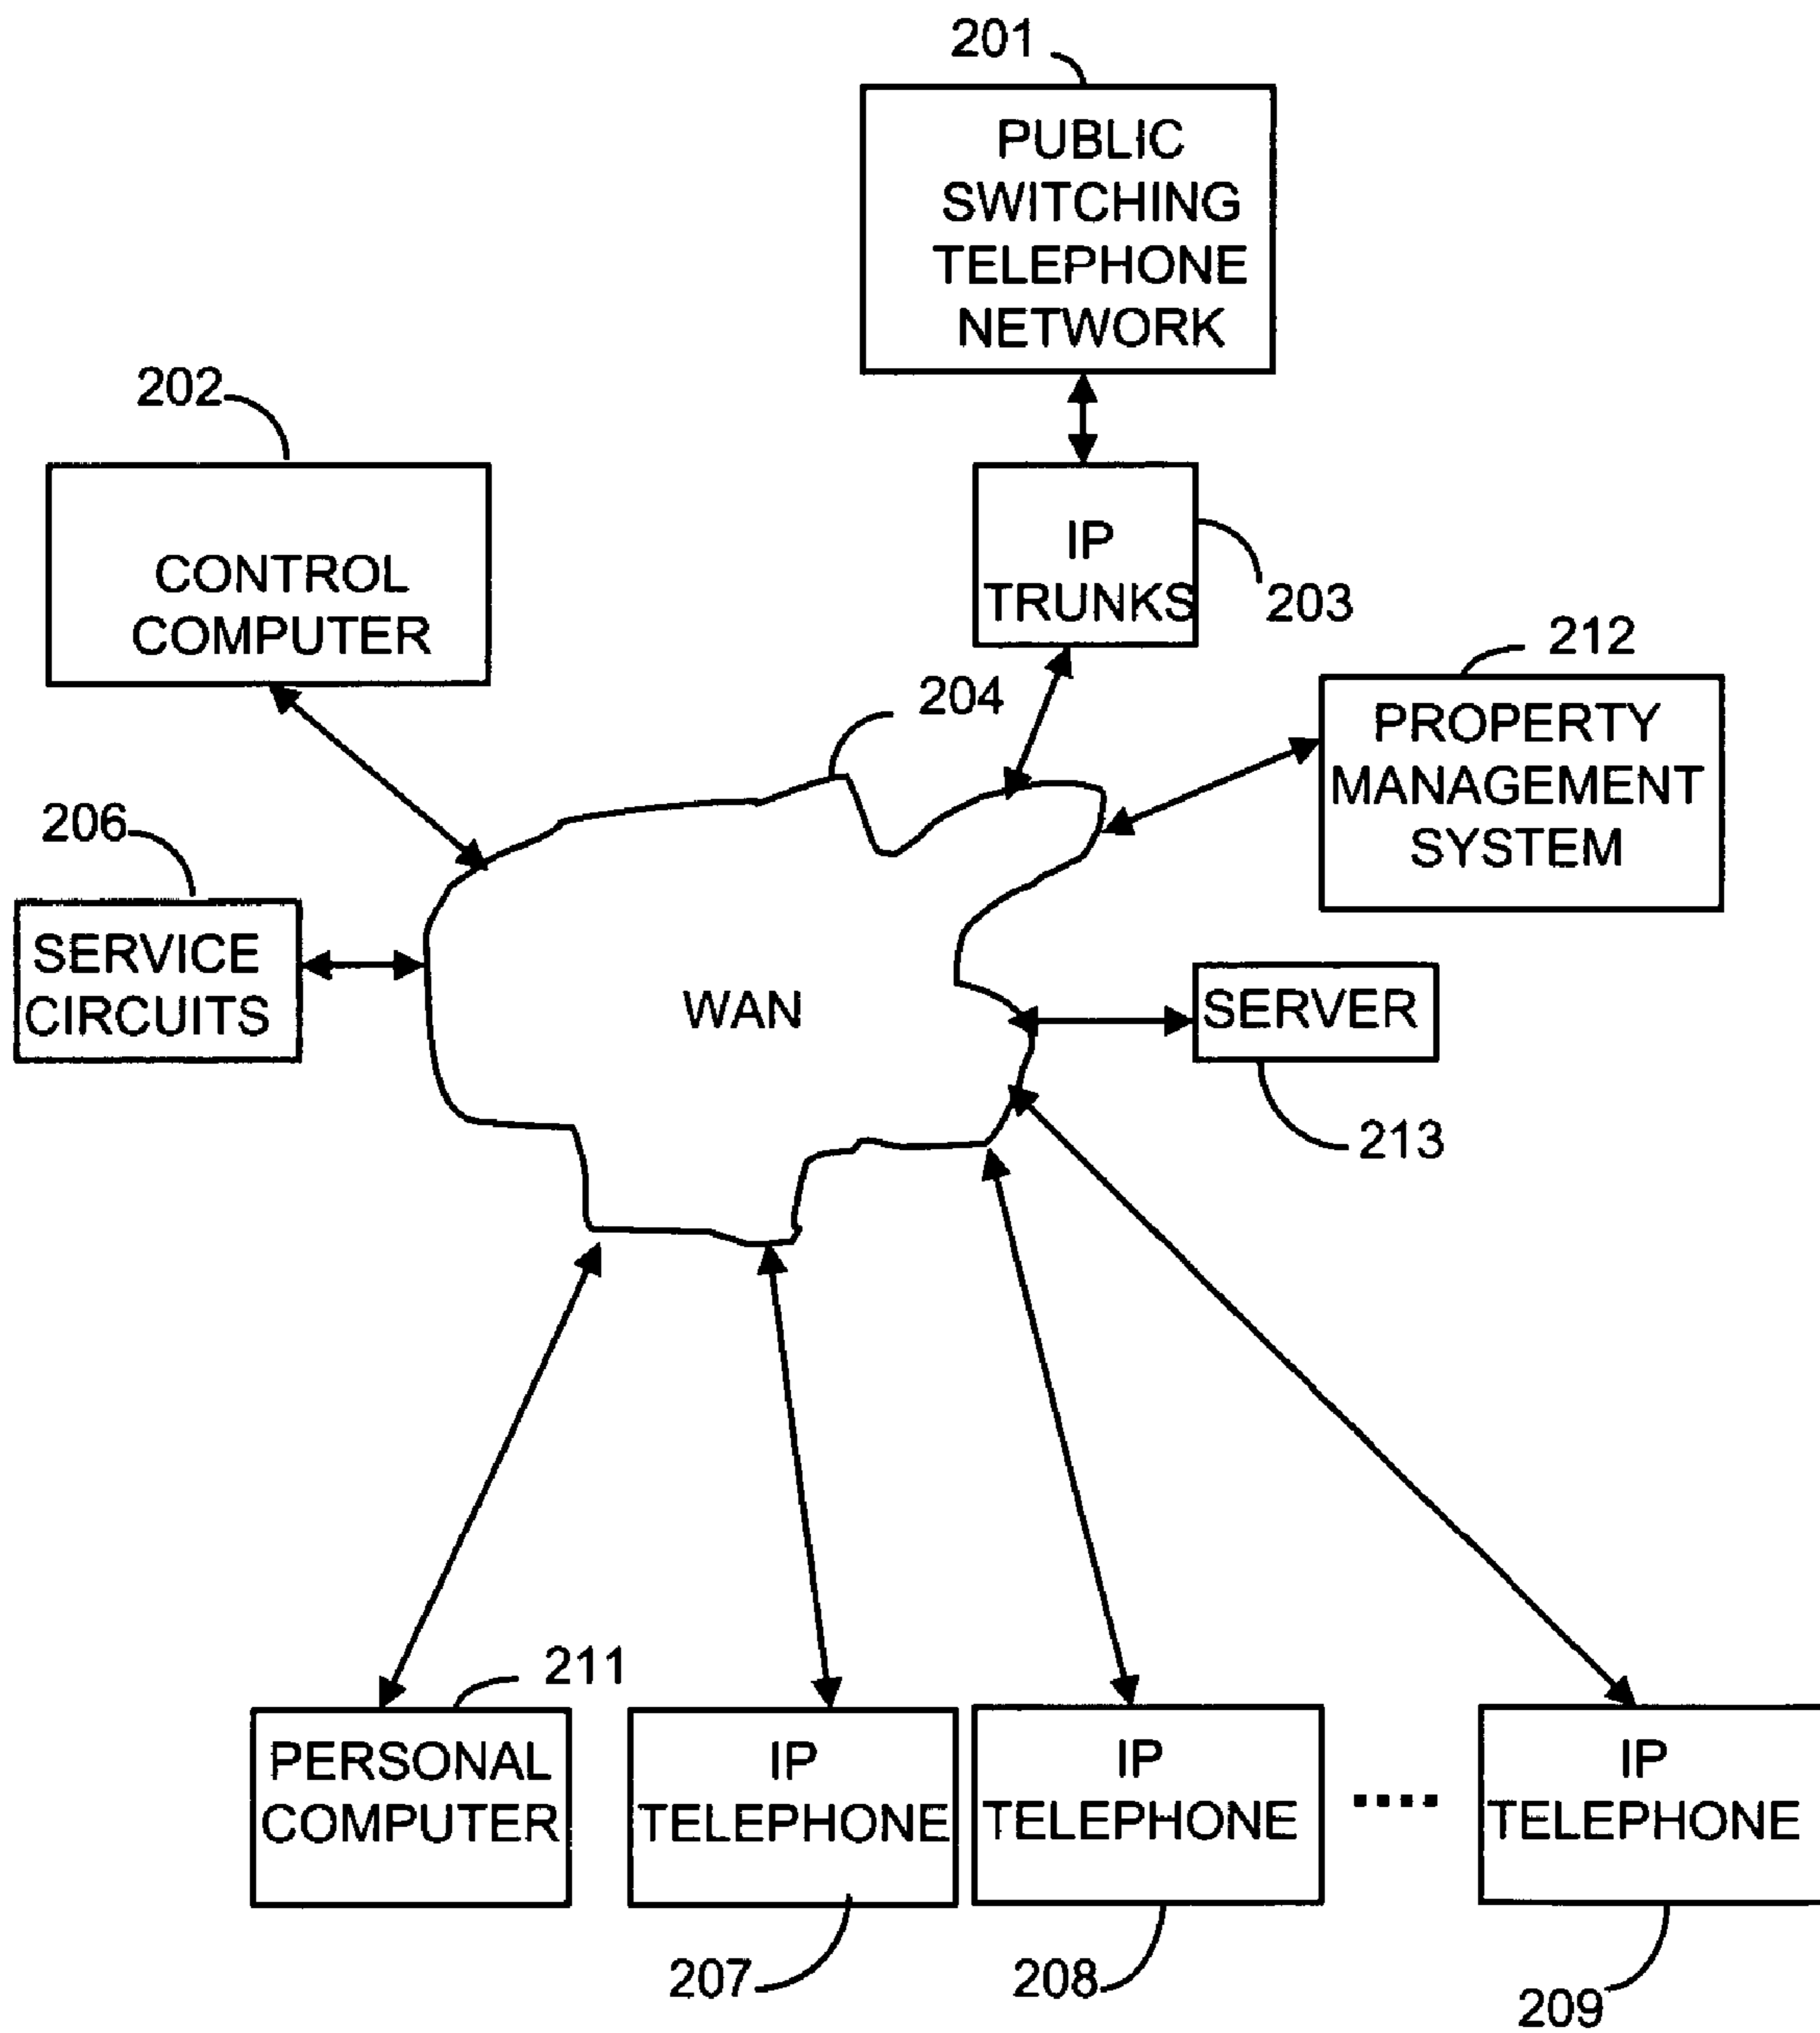 201
PUBLIC
SWITCHING
TELEPHONE
NETWORK
202
CONTROL
COMPUTER
IP
TRUNKS
203
212
PROPERTY
MANAGEMENT
SYSTEM
204
206
SERVICE
CIRCUITS
WAN
SERVER
213
211
PERSONAL
COMPUTER
IP
TELEPHONE
207
IP
TELEPHONE
208
IP
TELEPHONE
209